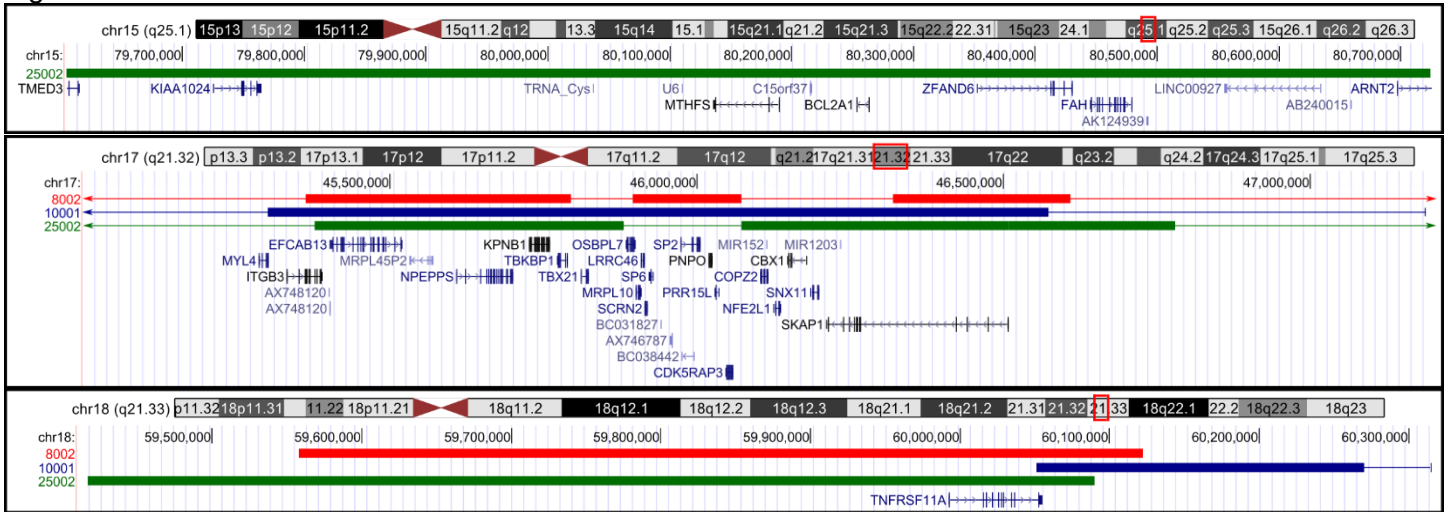 chr15 (q25.1) 15p13 15p12 15p11.2 15q11.2 q12 13.3 15q14 15.1 15q21.1 q21.2 15q21.3 15q22.2 22.31 15q23 24.1 q25.1 q25.2 q25.3 15q26.1 q26.2 q26.3
chr15: 79,700,000 79,800,000 79,900,000 80,000,000 80,100,000 80,200,000 80,300,000 80,400,000 80,500,000 80,600,000 80,700,000
25002
TMED3 KIAA1024 TRNA_Cys U6 C15orf37 ZFAND6 LINC00927 ARNT2
MTHFS BCL2A1 FAH AB240015
AK124939
chr17 (q21.32) p13.3 p13.2 17p13.1 17p12 17p11.2 17q11.2 17q12 q21.2 17q21.31 21.32 21.33 17q22 q23.2 q24.2 17q24.3 17q25.1 17q25.3
chr17: 45,500,000 46,000,000 46,500,000 47,000,000
8002
10001
25002
EFCAB13 KPNB1 OSBPL7 SP2 MIR152 MIR1203
MYL4 MRPL45P2 TBKBP1 LRRC46 PNPO CBX1
ITGB3 NPEPPS TBX21 SP6 COPZ2
AX748120 MRPL10 PRR15L SNX11
AX748120 SCRN2 NFE2L1
BC031827 SKAP1
AX746787
BC038442
CDK5RAP3
chr18 (q21.33) p11.32 18p11.31 11.22 18p11.21 18q11.2 18q12.1 18q12.2 18q12.3 18q21.1 18q21.2 21.31 21.32 21.33 18q22.1 22.2 18q22.3 18q23
chr18: 59,500,000 59,600,000 59,700,000 59,800,000 59,900,000 60,000,000 60,100,000 60,200,000 60,300,000
8002
10001
25002
TNFRSF11A